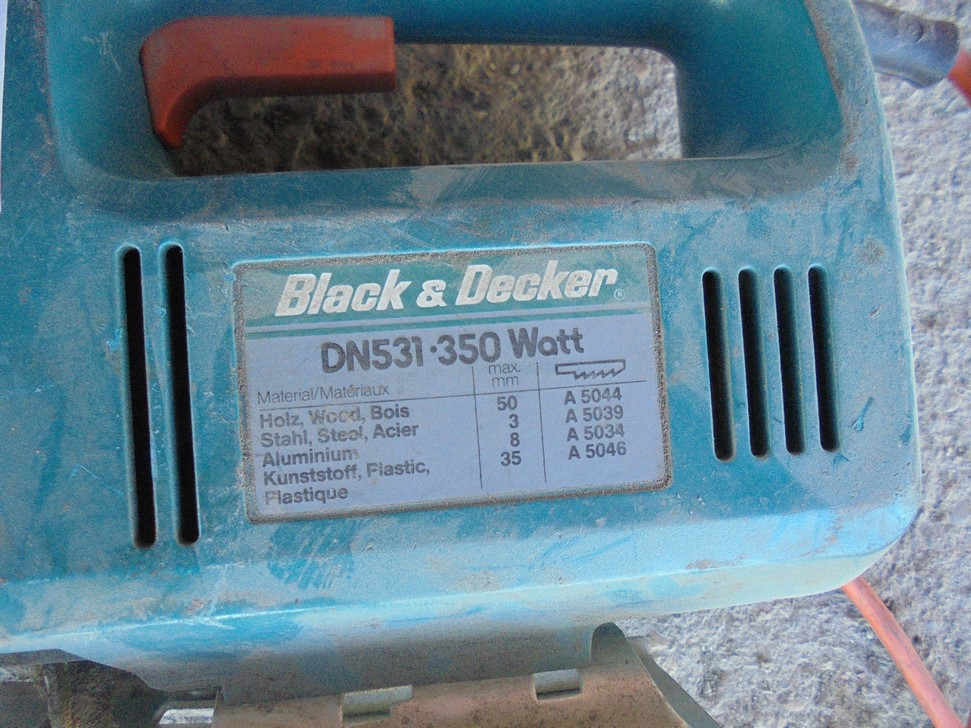 Black & Decker®
DN531·350 Watt
Material/Matériaux max. mm
Holz, Wood, Bois 50 A 5044
Stahl, Steel, Acier 3 A 5039
Aluminium 8 A 5034
Kunststoff, Plastic, 35 A 5046
Plastique